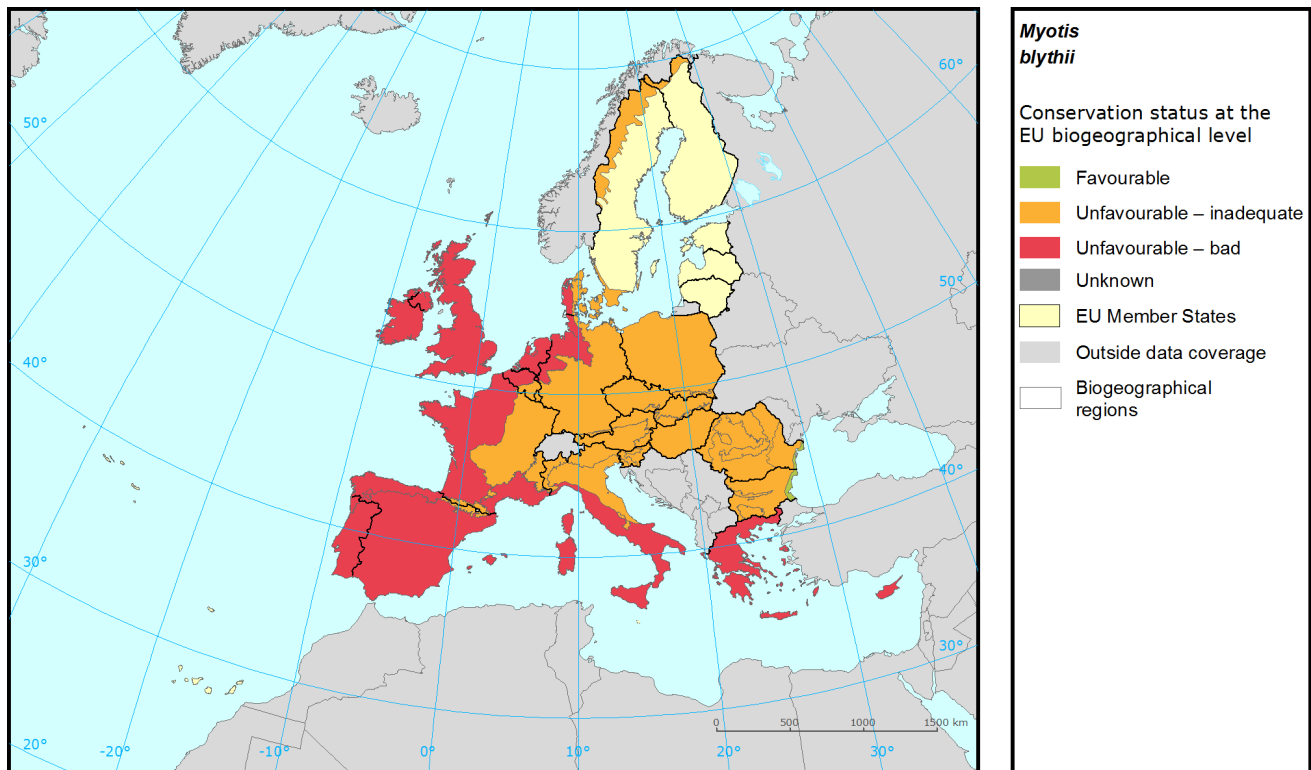 Myotis
blythii
Conservation status at the
EU biogeographical level
Favourable
Unfavourable – inadequate
Unfavourable – bad
Unknown
EU Member States
Outside data coverage
Biogeographical
regions
60°
50°
50°
40°
40°
30°
30°
20°
-20°
-10°
0°
10°
20°
30°
0 500 1000 1500 km